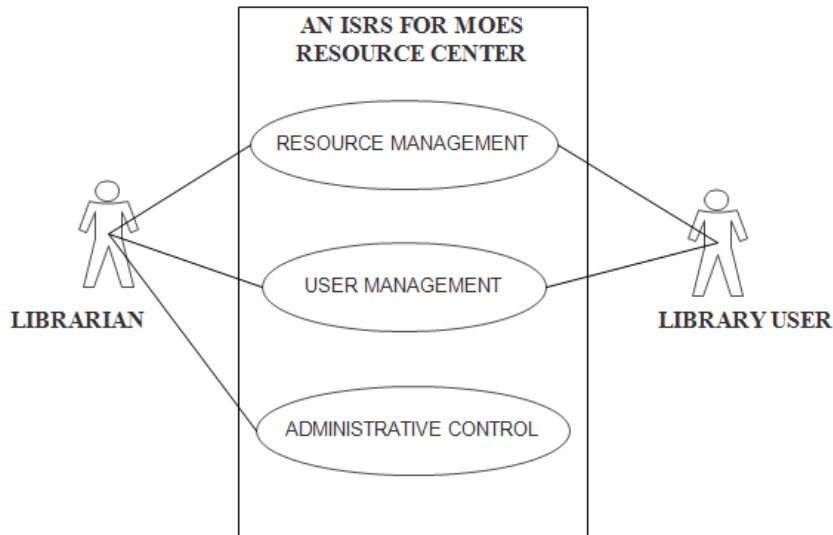 AN ISRS FOR MOES
RESOURCE CENTER
RESOURCE MANAGEMENT
USER MANAGEMENT
LIBRARIAN
LIBRARY USER
ADMINISTRATIVE CONTROL